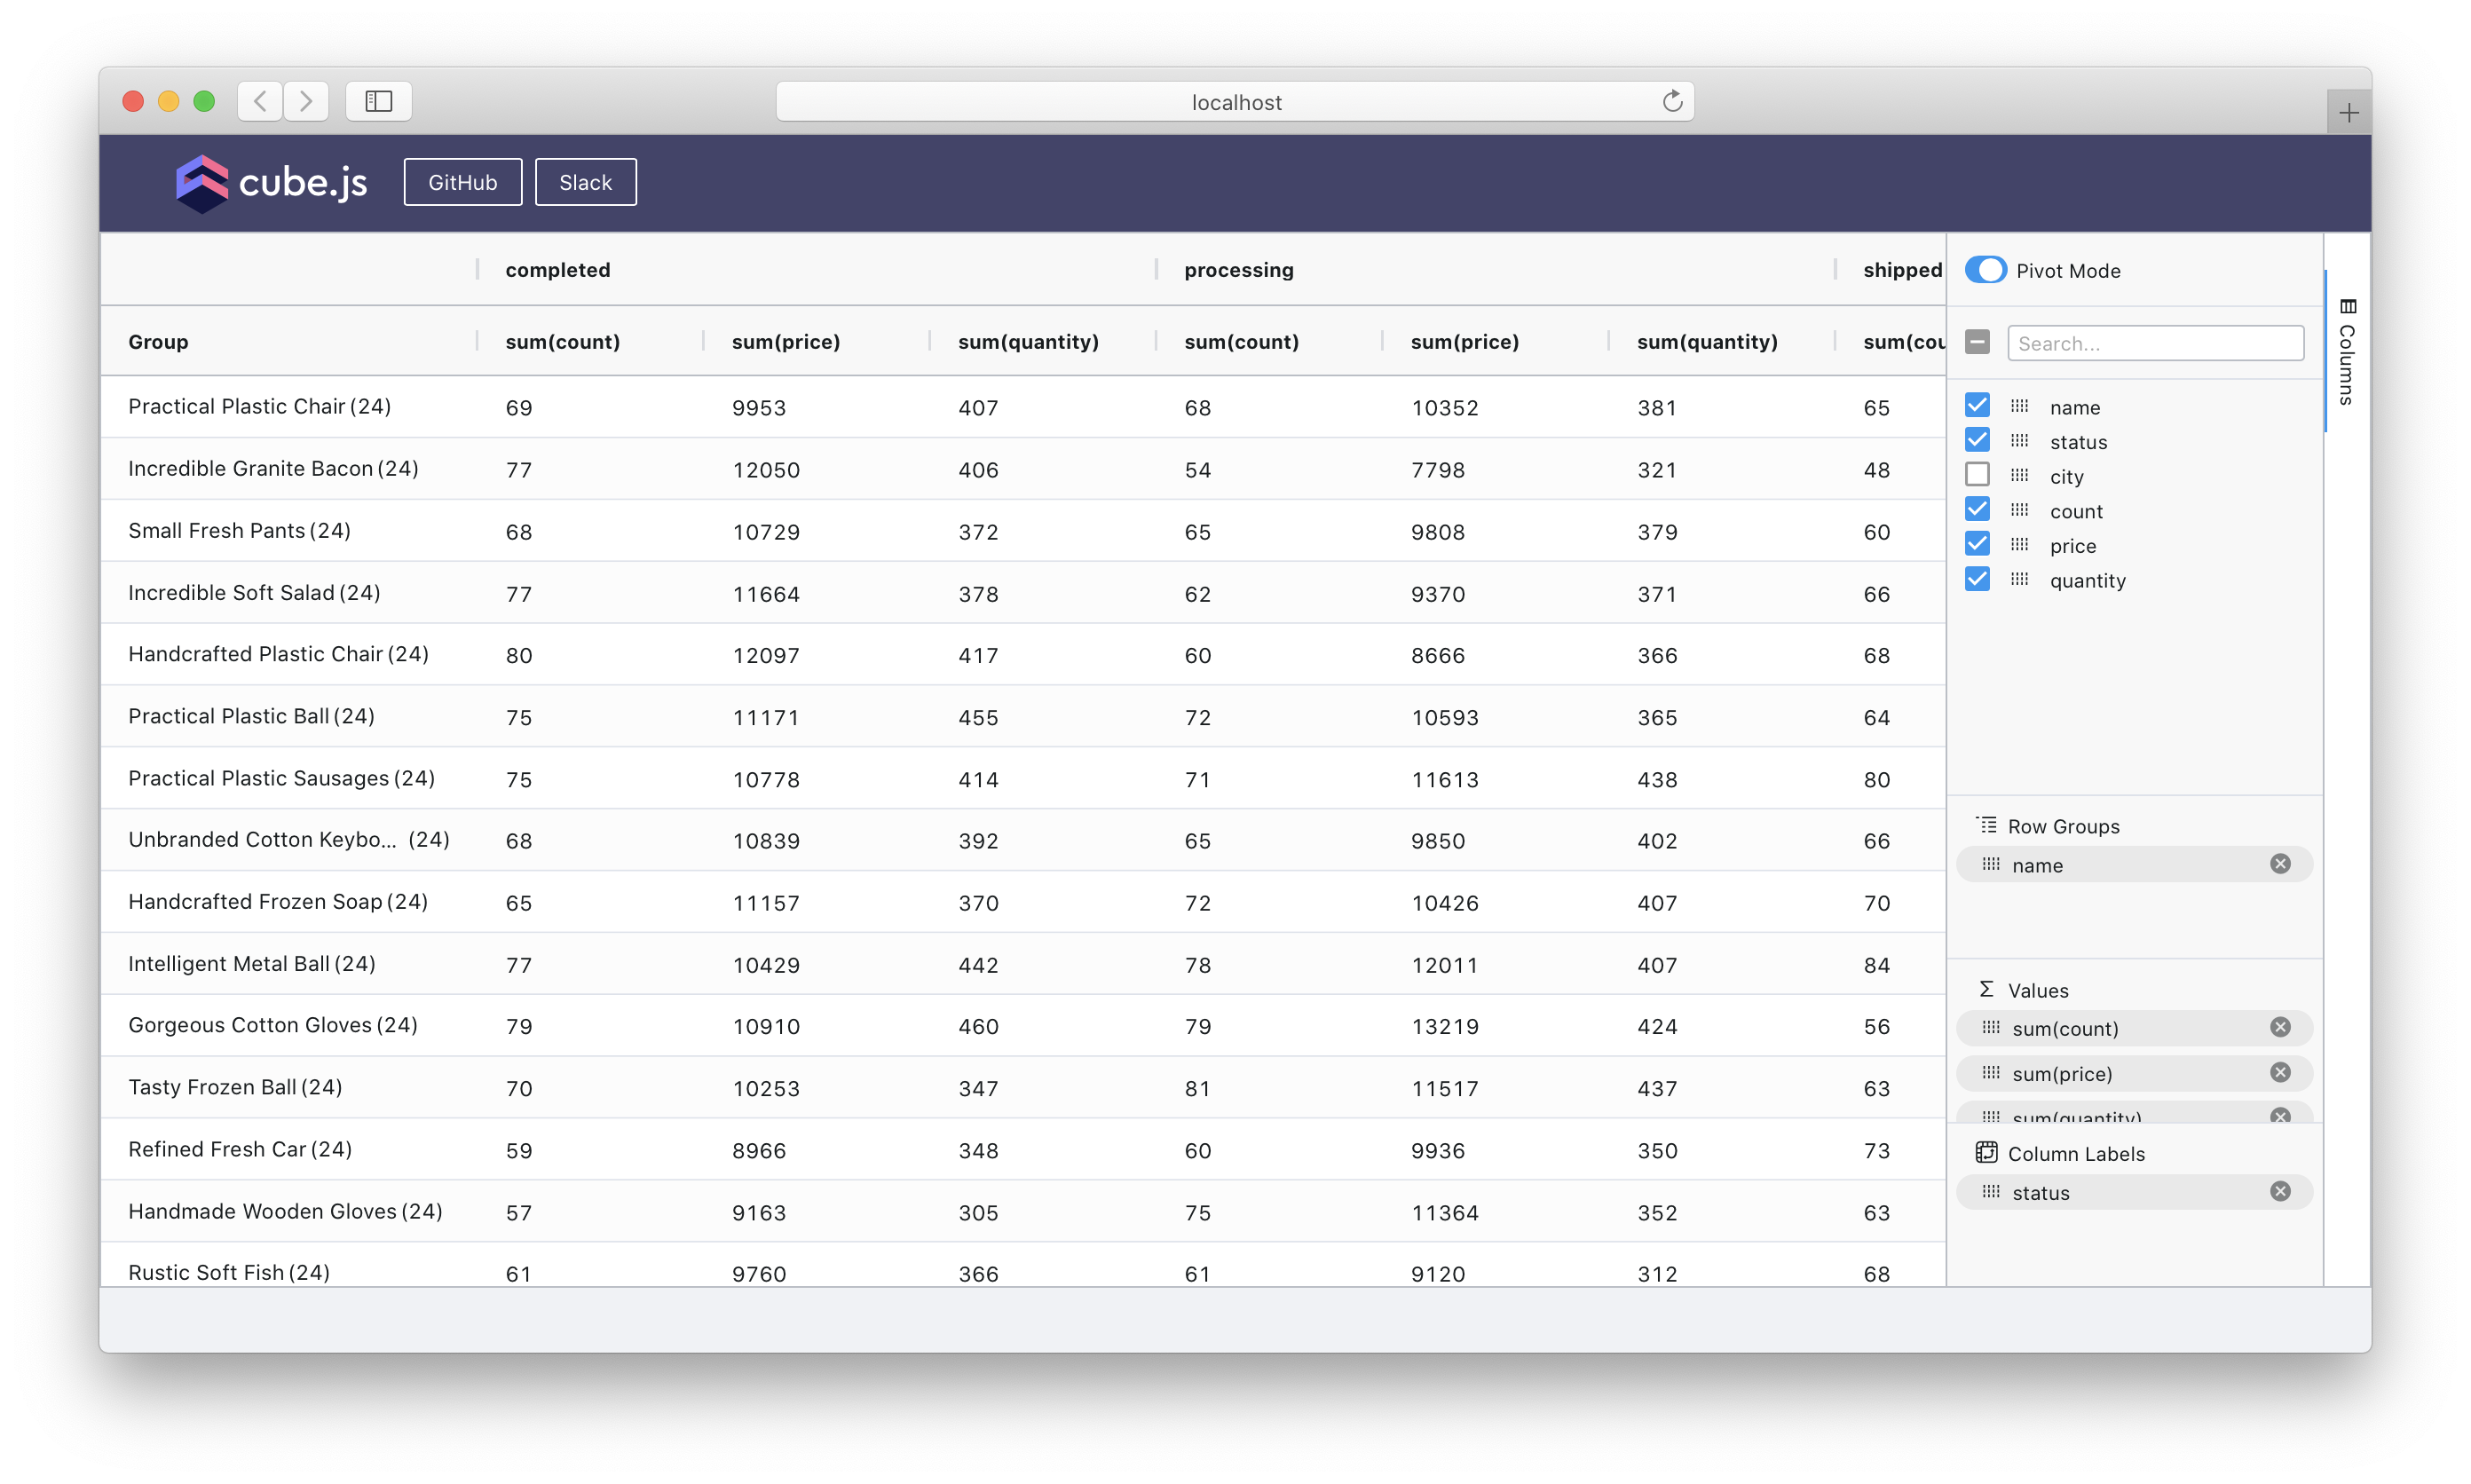 localhost
cube.js GitHub Slack
completed processing shipped
Group sum(count) sum(price) sum(quantity) sum(count) sum(price) sum(quantity) sum(cou
Practical Plastic Chair (24) 69 9953 407 68 10352 381 65
Incredible Granite Bacon (24) 77 12050 406 54 7798 321 48
Small Fresh Pants (24) 68 10729 372 65 9808 379 60
Incredible Soft Salad (24) 77 11664 378 62 9370 371 66
Handcrafted Plastic Chair (24) 80 12097 417 60 8666 366 68
Practical Plastic Ball (24) 75 11171 455 72 10593 365 64
Practical Plastic Sausages (24) 75 10778 414 71 11613 438 80
Unbranded Cotton Keybo... (24) 68 10839 392 65 9850 402 66
Handcrafted Frozen Soap (24) 65 11157 370 72 10426 407 70
Intelligent Metal Ball (24) 77 10429 442 78 12011 407 84
Gorgeous Cotton Gloves (24) 79 10910 460 79 13219 424 56
Tasty Frozen Ball (24) 70 10253 347 81 11517 437 63
Refined Fresh Car (24) 59 8966 348 60 9936 350 73
Handmade Wooden Gloves (24) 57 9163 305 75 11364 352 63
Rustic Soft Fish (24) 61 9760 366 61 9120 312 68
Pivot Mode
Search...
name
status
city
count
price
quantity
Row Groups
name
Σ Values
sum(count)
sum(price)
sum(quantity)
Column Labels
status
Columns